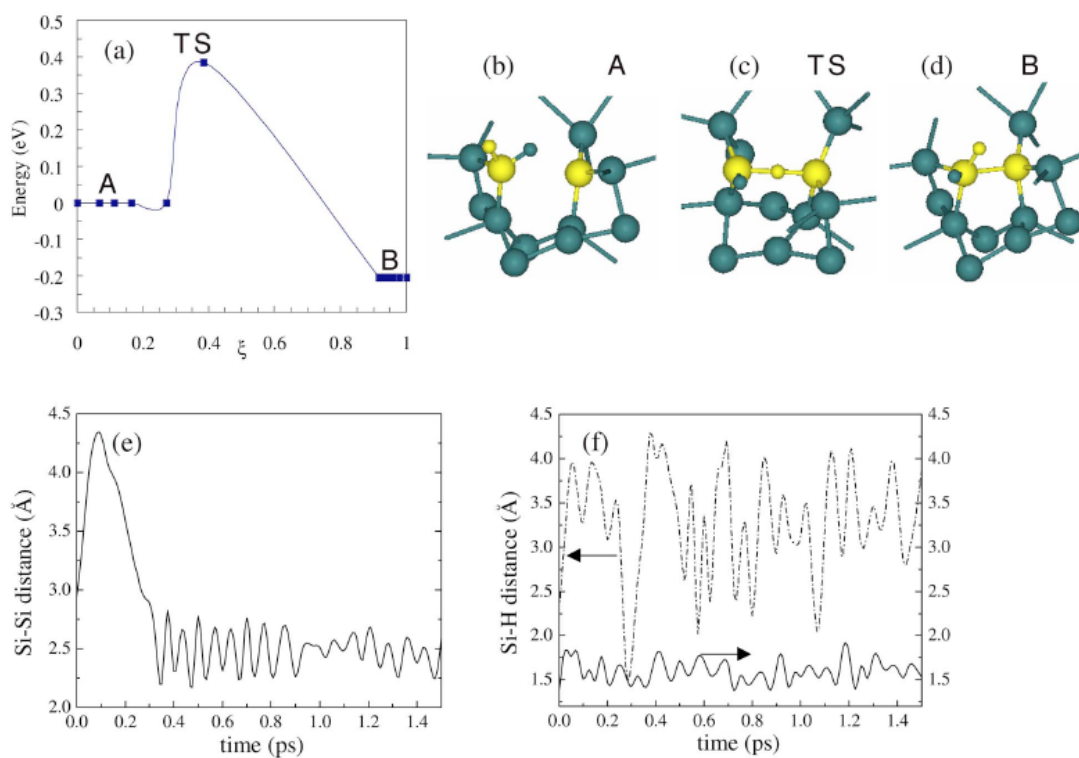 (a)
TS
A
B
Energy (eV)
0.5
0.4
0.3
0.2
0.1
0
-0.1
-0.2
-0.3
0 0.2 0.4 0.6 0.8 1
ξ
(b) A
(c) TS
(d) B
(e)
Si-Si distance (Å)
4.5
4.0
3.5
3.0
2.5
2.0
0.0 0.2 0.4 0.6 0.8 1.0 1.2 1.4
time (ps)
(f)
Si-H distance (Å)
4.5
4.0
3.5
3.0
2.5
2.0
1.5
4.5
4.0
3.5
3.0
2.5
2.0
1.5
0.0 0.2 0.4 0.6 0.8 1.0 1.2 1.4
time (ps)